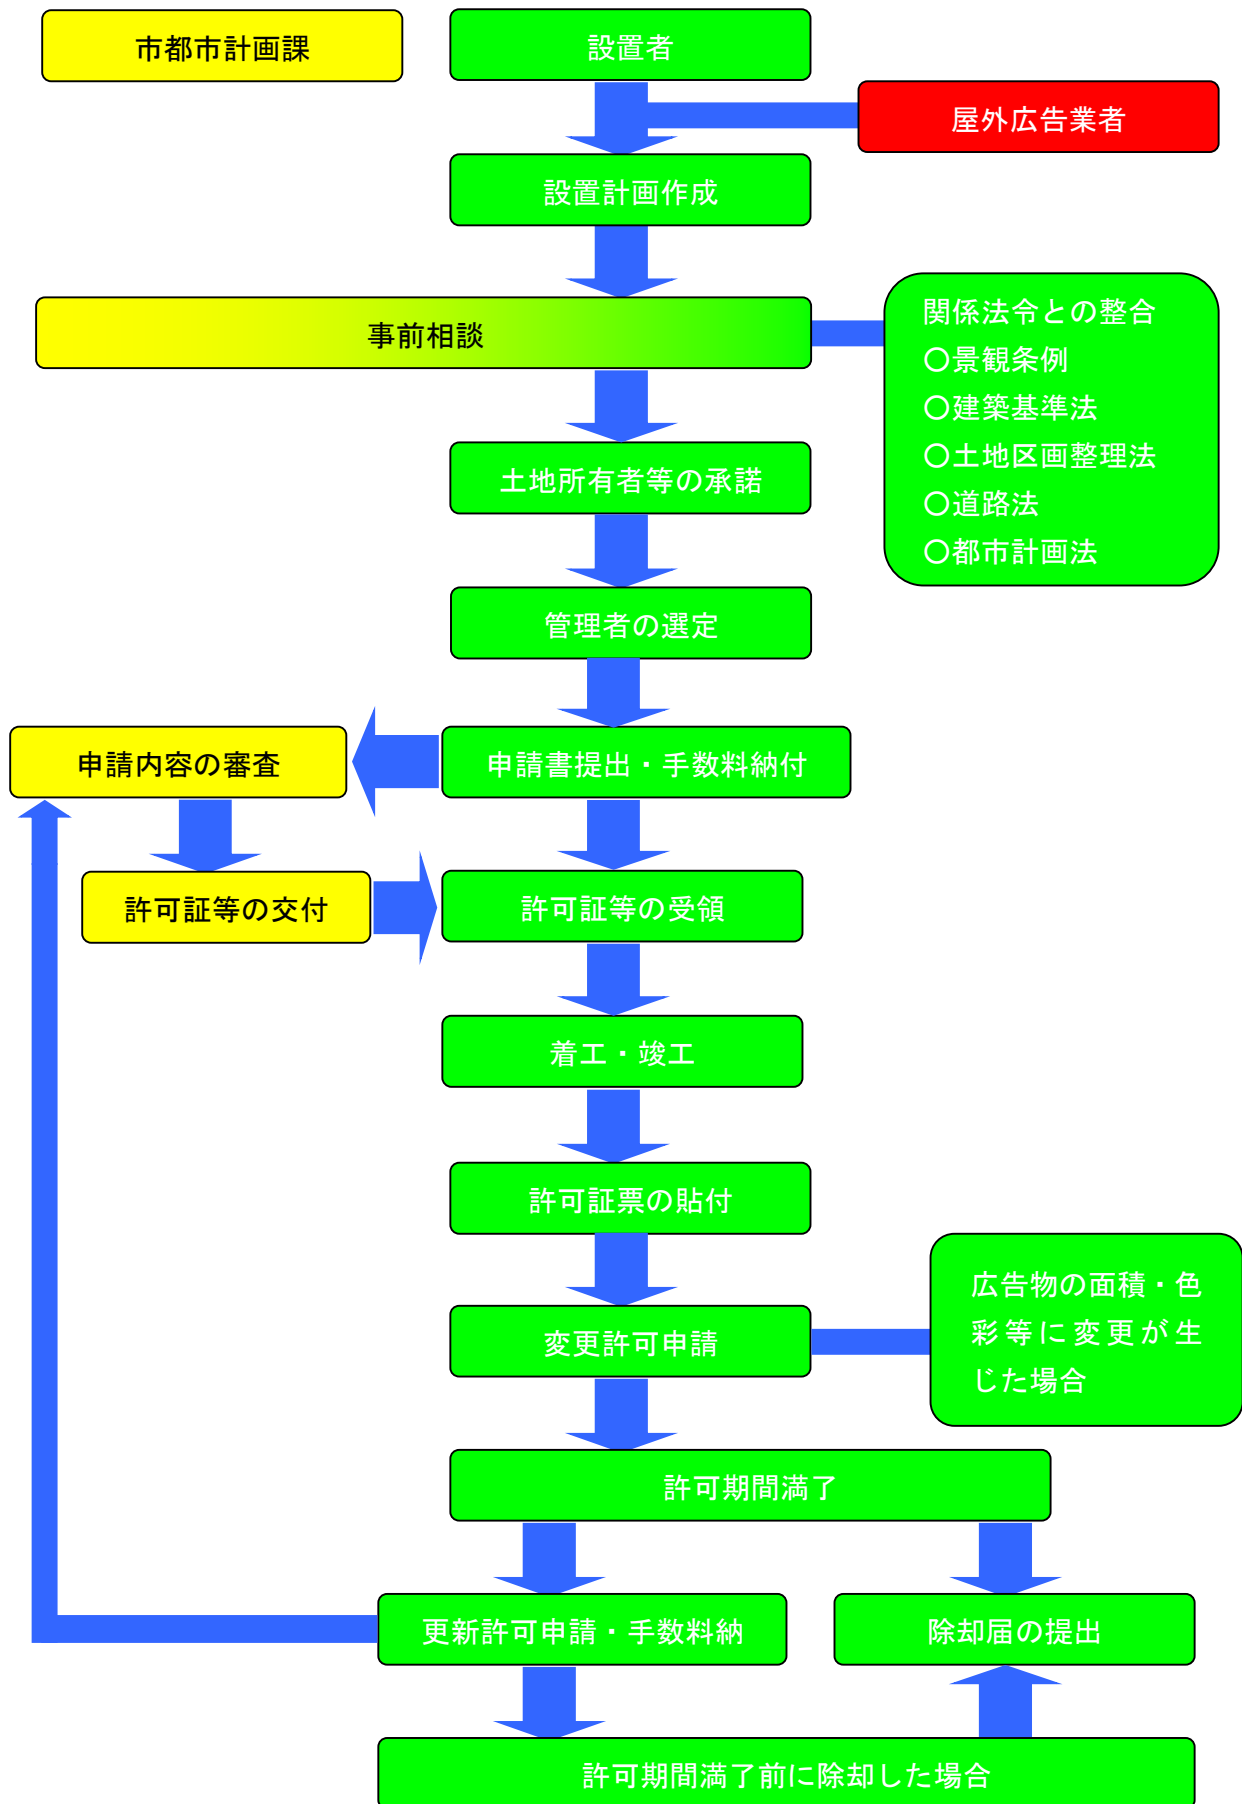 市都市計画課
設置者
屋外広告業者
設置計画作成
事前相談
関係法令との整合
〇景観条例
〇建築基準法
〇土地区画整理法
〇道路法
〇都市計画法
土地所有者等の承諾
管理者の選定
申請内容の審査
申請書提出・手数料納付
許可証等の交付
許可証等の受領
着工・竣工
許可証票の貼付
変更許可申請
広告物の面積・色
彩等に変更が生
じた場合
許可期間満了
更新許可申請・手数料納
除却届の提出
許可期間満了前に除却した場合